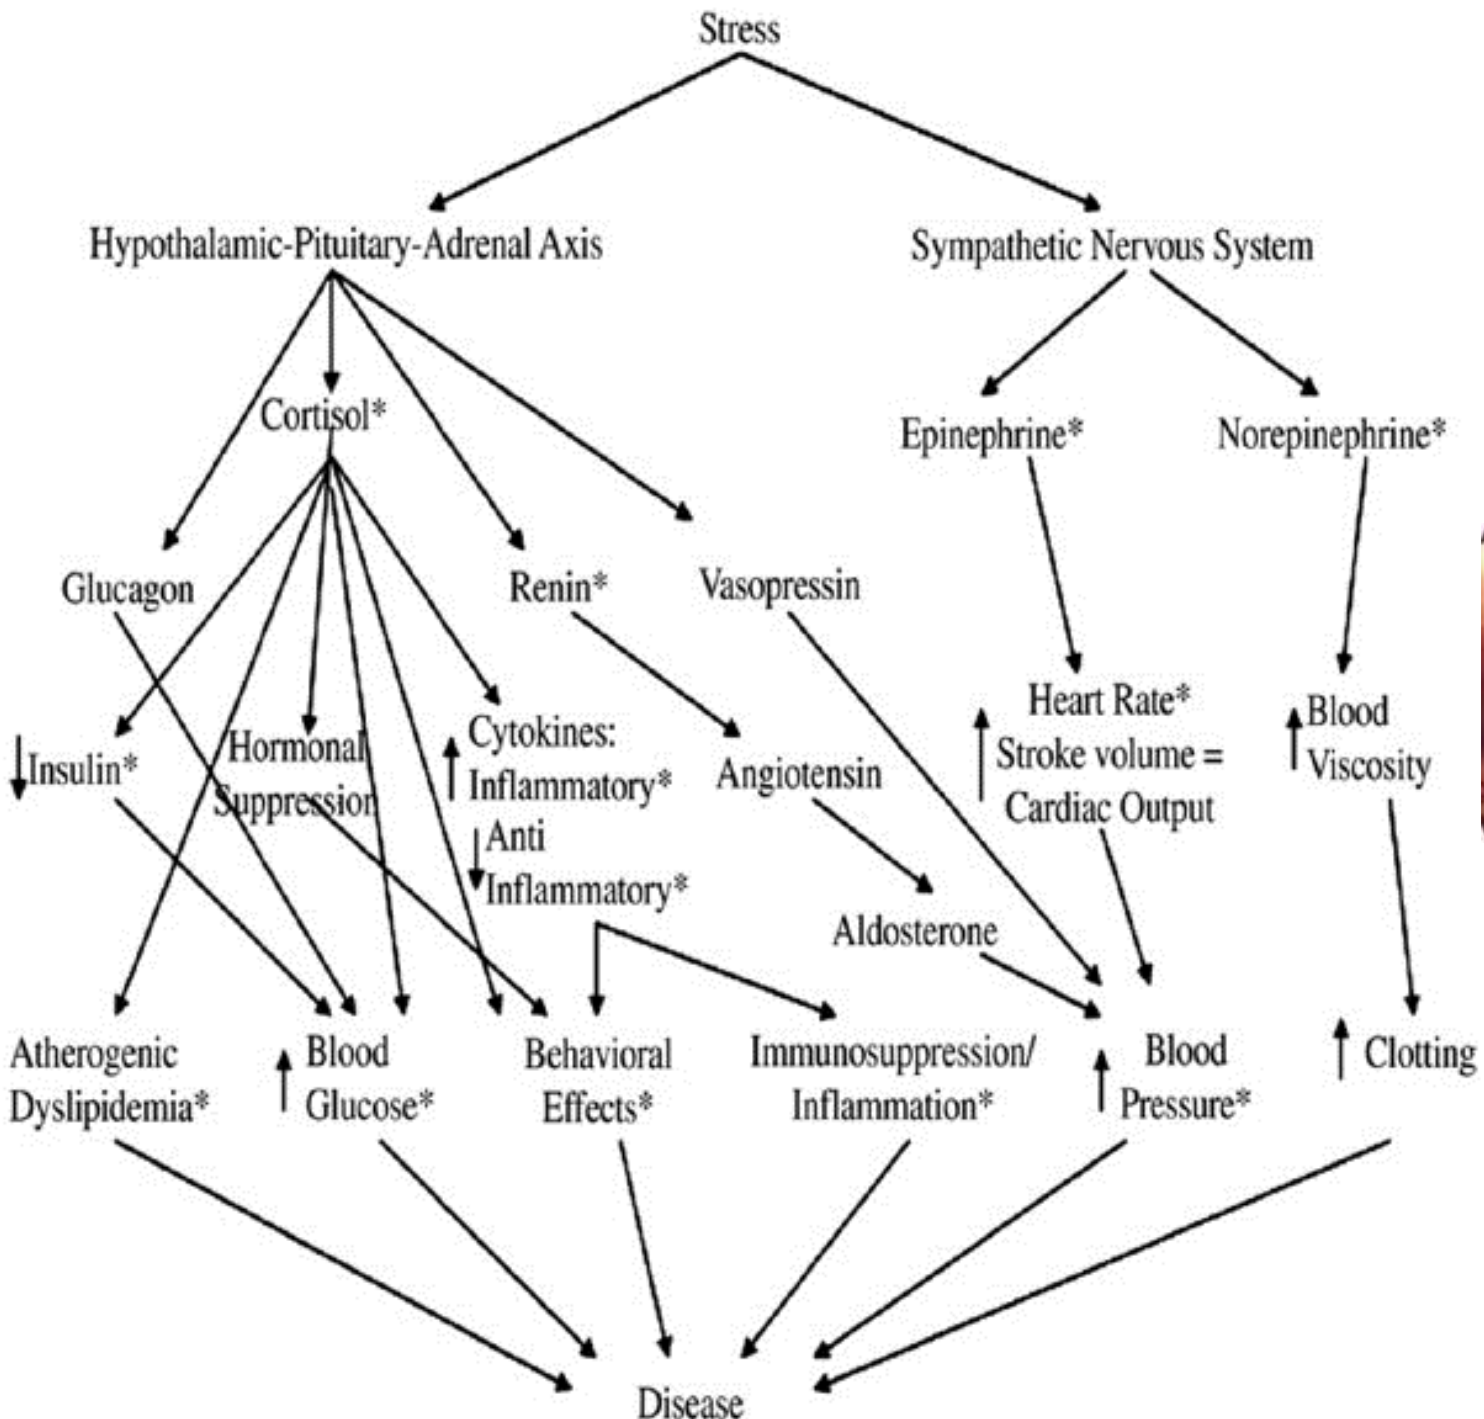 Stress
Hypothalamic-Pituitary-Adrenal Axis
Sympathetic Nervous System
Cortisol*
Epinephrine*
Norepinephrine*
Glucagon
Renin*
Vasopressin
↓Insulin*
Hormonal
Suppression
↑ Cytokines:
Inflammatory*
↓ Anti
Inflammatory*
Angiotensin
Heart Rate*
↑ Stroke volume =
Cardiac Output
↑ Blood
Viscosity
Aldosterone
Atherogenic
Dyslipidemia*
↑ Blood
Glucose*
Behavioral
Effects*
Immunosuppression/
Inflammation*
↑ Blood
Pressure*
↑ Clotting
Disease